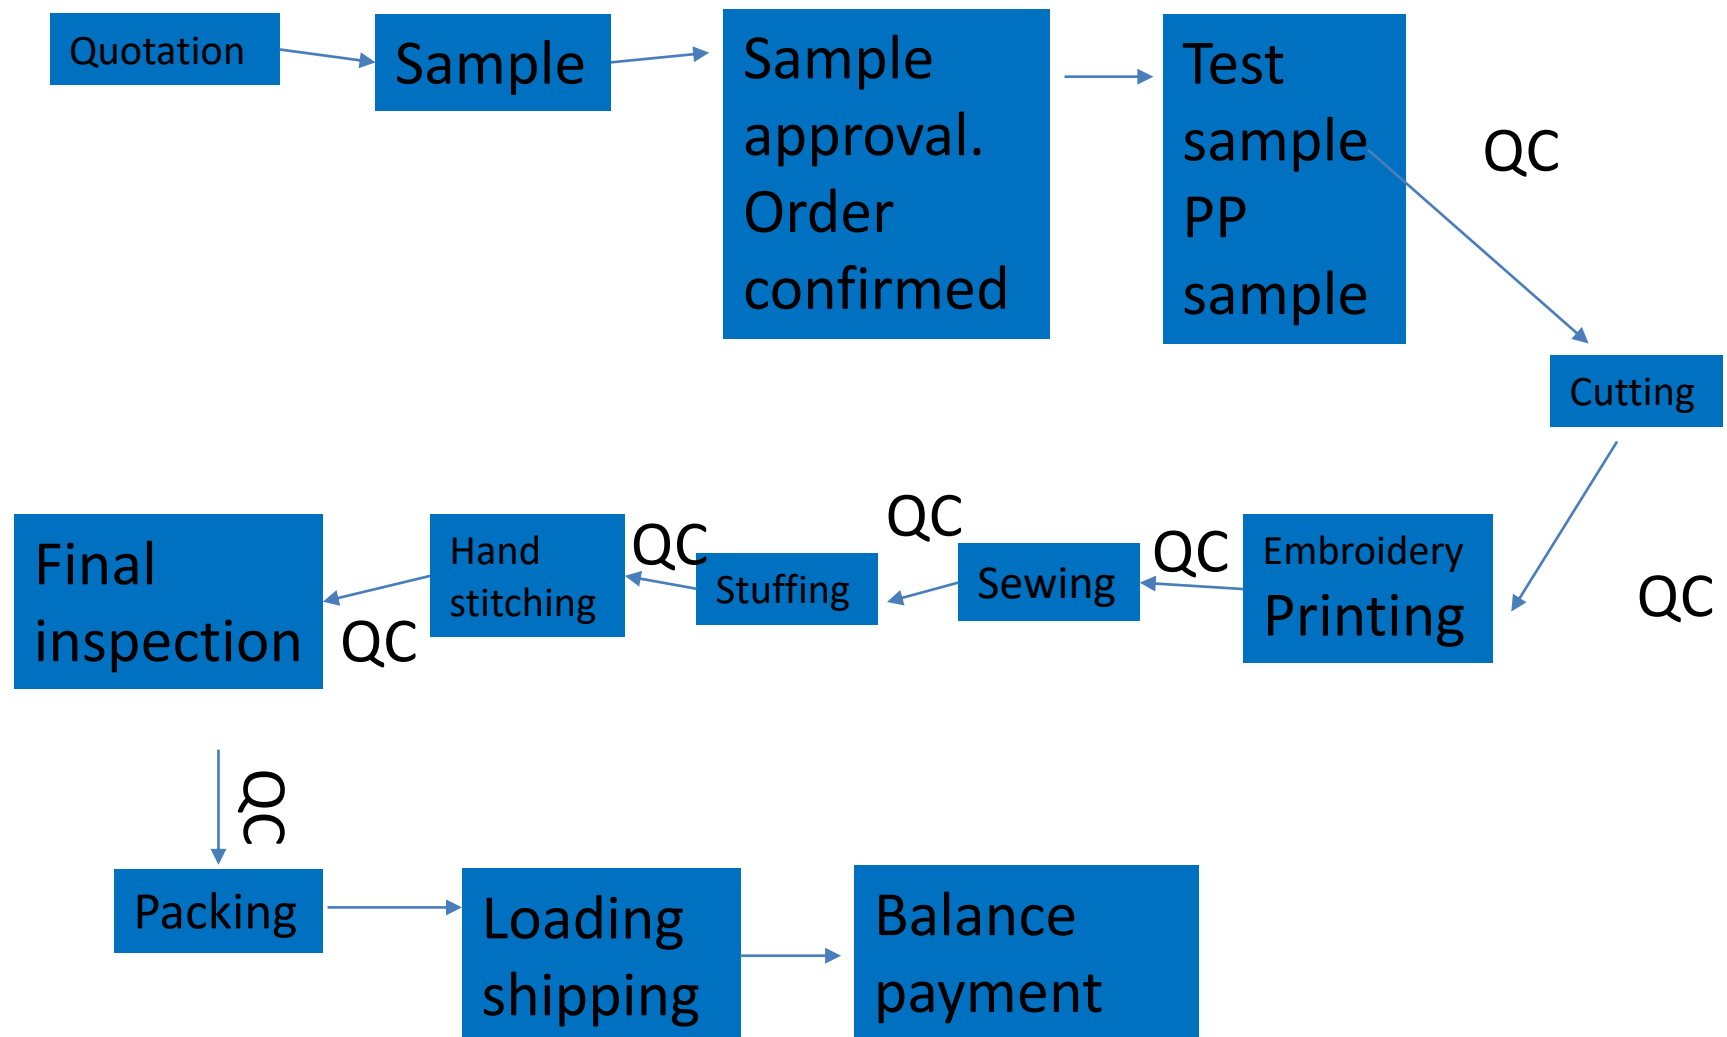 Quotation
Sample
Sample
approval.
Order
confirmed
Test
sample
PP
sample
QC
Cutting
QC
Embroidery
Printing
QC
Sewing
QC
Stuffing
QC
Hand
stitching
QC
Final
inspection
QC
Packing
Loading
shipping
Balance
payment